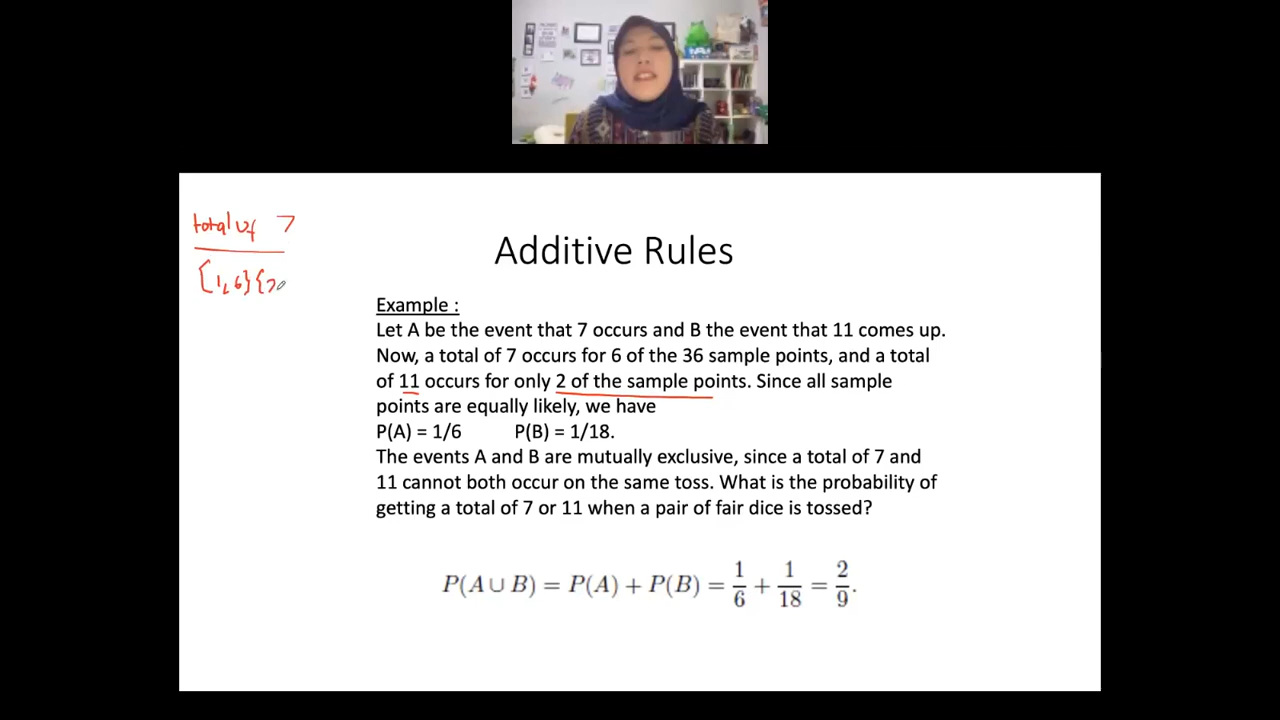 total of 7
{1,6}{2
Additive Rules
Example :
Let A be the event that 7 occurs and B the event that 11 comes up.
Now, a total of 7 occurs for 6 of the 36 sample points, and a total
of 11 occurs for only 2 of the sample points. Since all sample
points are equally likely, we have
P(A) = 1/6 P(B) = 1/18.
The events A and B are mutually exclusive, since a total of 7 and
11 cannot both occur on the same toss. What is the probability of
getting a total of 7 or 11 when a pair of fair dice is tossed?
P(A ∪ B) = P(A) + P(B) = 1/6 + 1/18 = 2/9.